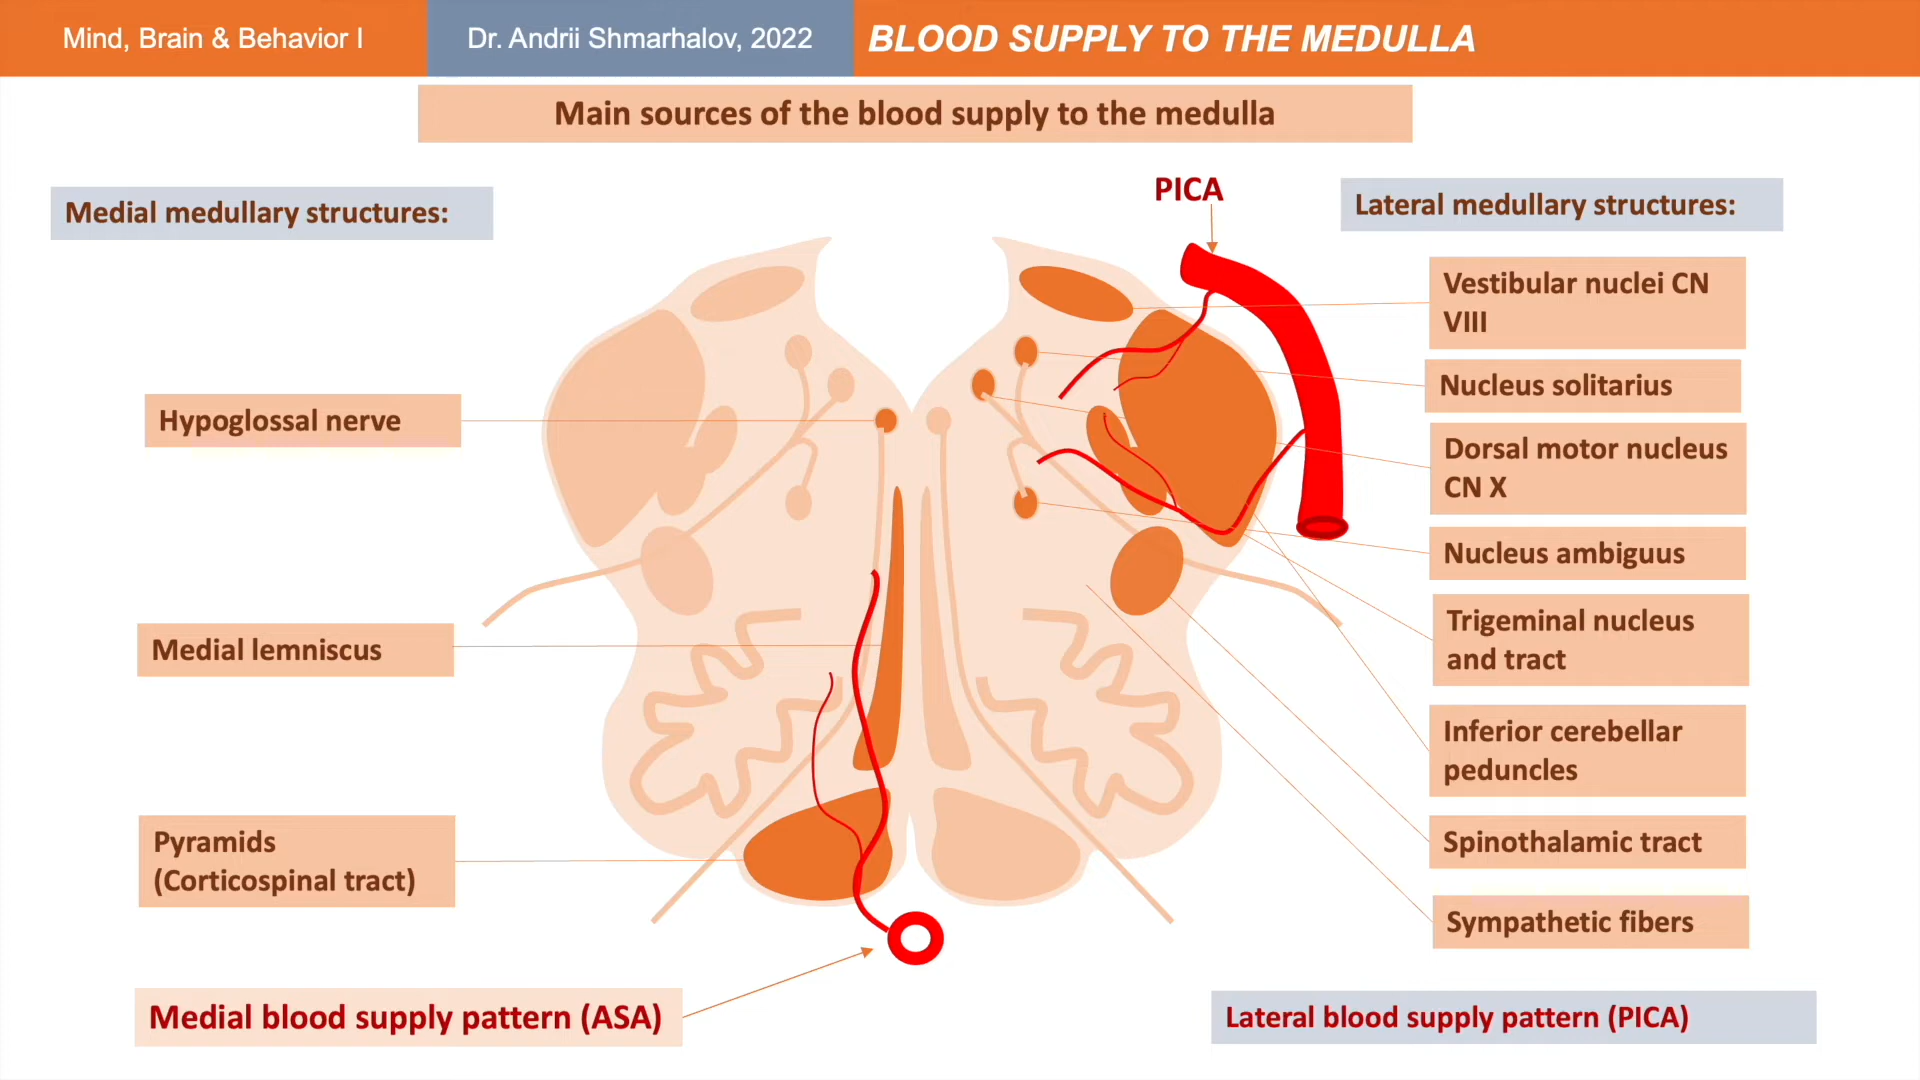 Mind, Brain & Behavior I
Dr. Andrii Shmarhalov, 2022
BLOOD SUPPLY TO THE MEDULLA
Main sources of the blood supply to the medulla
Medial medullary structures:
Hypoglossal nerve
Medial lemniscus
Pyramids
(Corticospinal tract)
Medial blood supply pattern (ASA)
PICA
Lateral medullary structures:
Vestibular nuclei CN
VIII
Nucleus solitarius
Dorsal motor nucleus
CN X
Nucleus ambiguus
Trigeminal nucleus
and tract
Inferior cerebellar
peduncles
Spinothalamic tract
Sympathetic fibers
Lateral blood supply pattern (PICA)